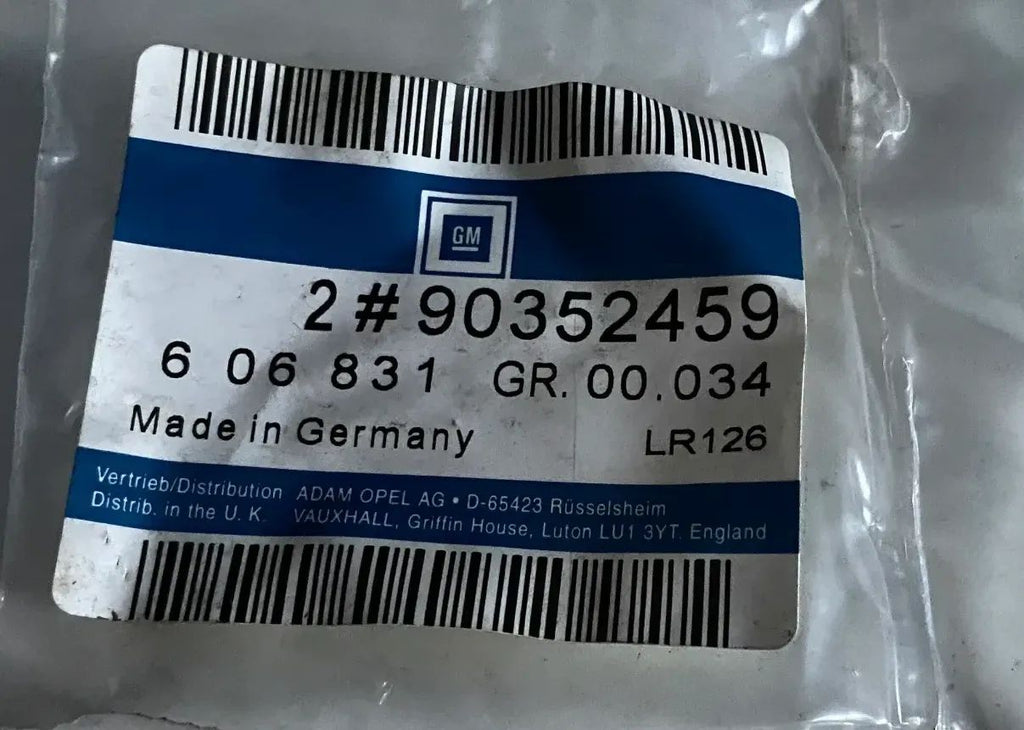 GM
2#90352459
6 06 831 GR. 00.034
Made in Germany LR126
Vertrieb/Distribution ADAM OPEL AG • D-65423 Rüsselsheim
Distrib. in the U. K. VAUXHALL, Griffin House, Luton LU1 3YT. England